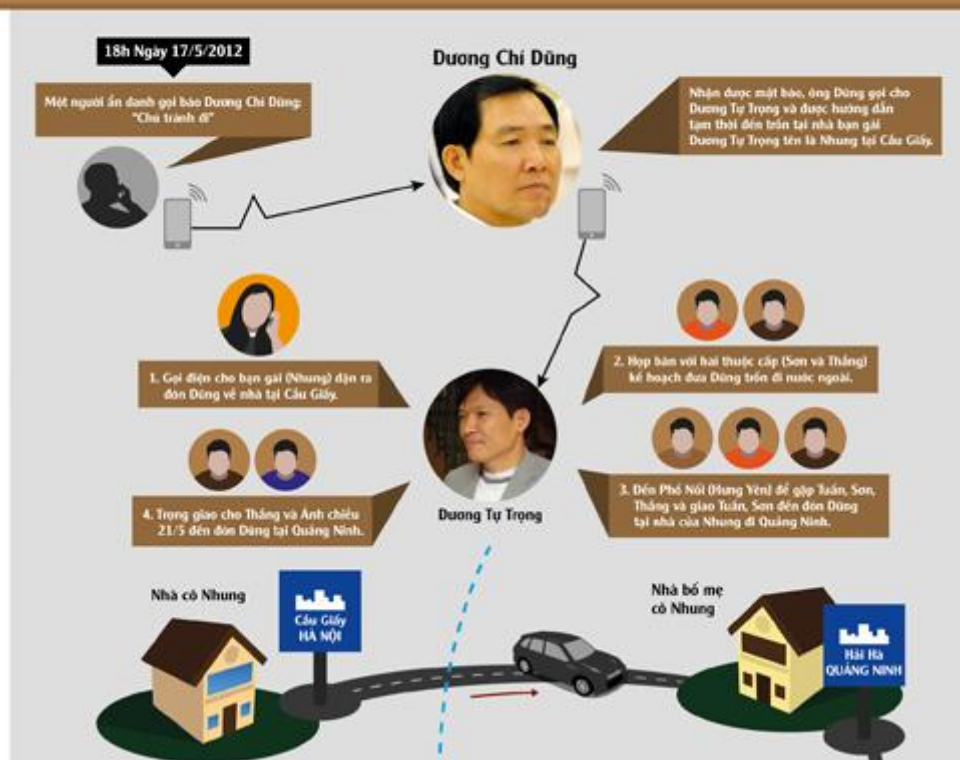 18h Ngày 17/5/2012
Một người ẩn danh gọi báo Dương Chí Dũng:
"Chú tránh đi"
Dương Chí Dũng
Nhận được mật báo, ông Dũng gọi cho
Dương Tự Trọng và được hướng dẫn
tạm thời đến trốn tại nhà bạn gái
Dương Tự Trọng tên là Nhung tại Cầu Giấy.
1. Gọi điện cho bạn gái (Nhung) dặn ra
đón Dũng về nhà tại Cầu Giấy.
2. Họp bàn với hai thuộc cấp (Sơn và Thắng)
kế hoạch đưa Dũng trốn đi nước ngoài.
4. Trọng giao cho Thắng và Ánh chiều
21/5 đến đón Dũng tại Quảng Ninh.
3. Đến Phố Nối (Hưng Yên) để gặp Tuấn, Sơn,
Thắng và giao Tuấn, Sơn đến đón Dũng
tại nhà của Nhung đi Quảng Ninh.
Dương Tự Trọng
Nhà cô Nhung
Cầu Giấy
HÀ NỘI
Nhà bố mẹ
cô Nhung
Hải Hà
QUẢNG NINH